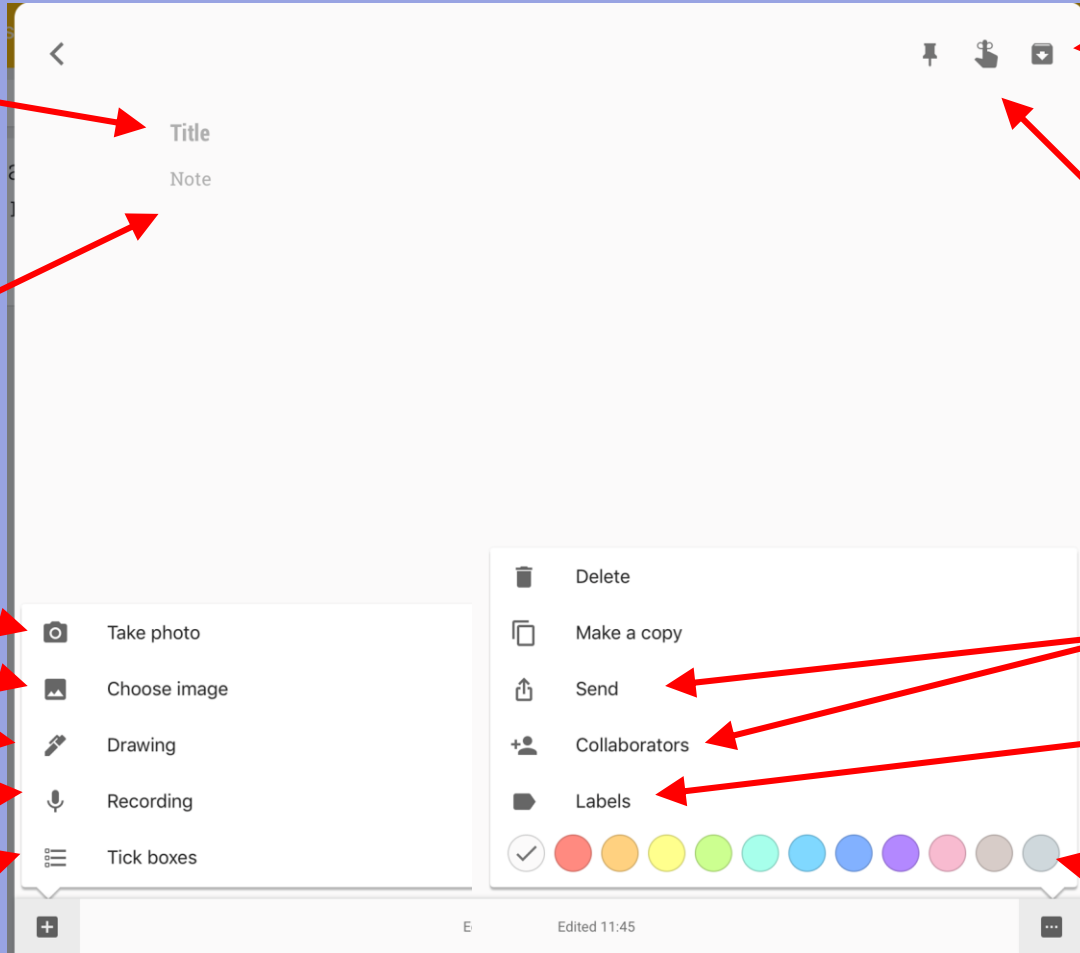 Title
Note
Take photo
Choose image
Drawing
Recording
Tick boxes
Delete
Make a copy
Send
Collaborators
Labels
Edited 11:45